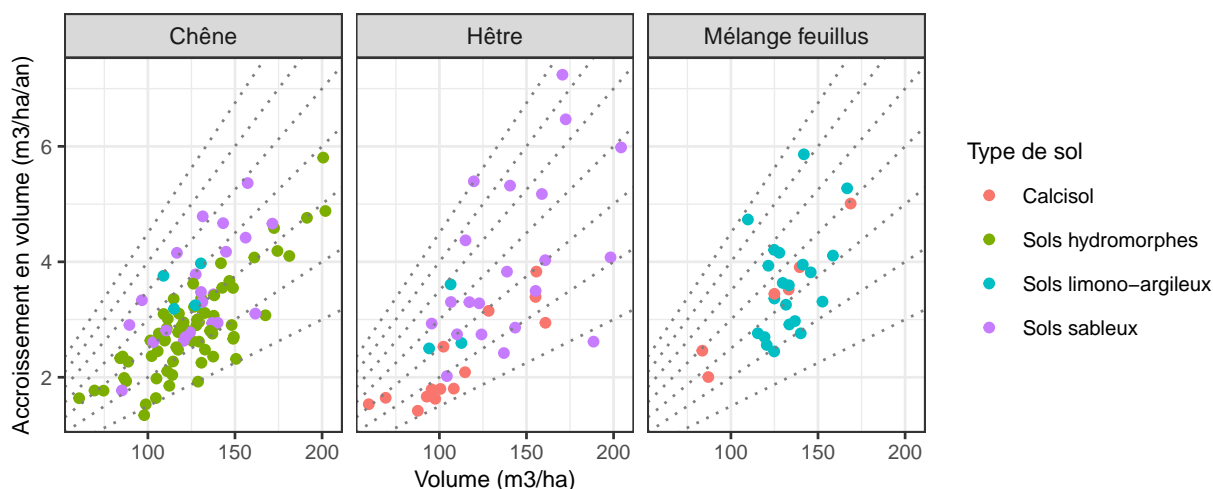 Chêne
Hêtre
Mélange feuillus
Accroissement en volume (m3/ha/an)
6
4
2
100
150
200
100
150
200
100
150
200
Volume (m3/ha)
Type de sol
Calcisol
Sols hydromorphes
Sols limono−argileux
Sols sableux